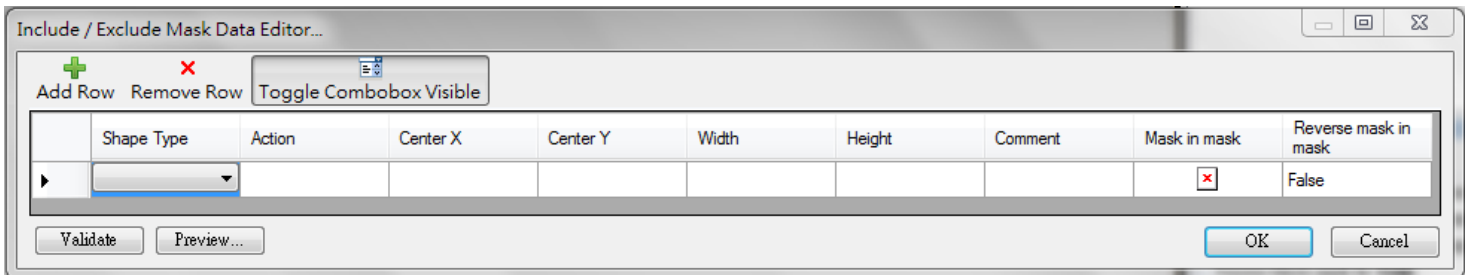 Include / Exclude Mask Data Editor...
Add Row Remove Row Toggle Combobox Visible
Shape Type Action Center X Center Y Width Height Comment Mask in mask Reverse mask in mask
False
Validate Preview... OK Cancel